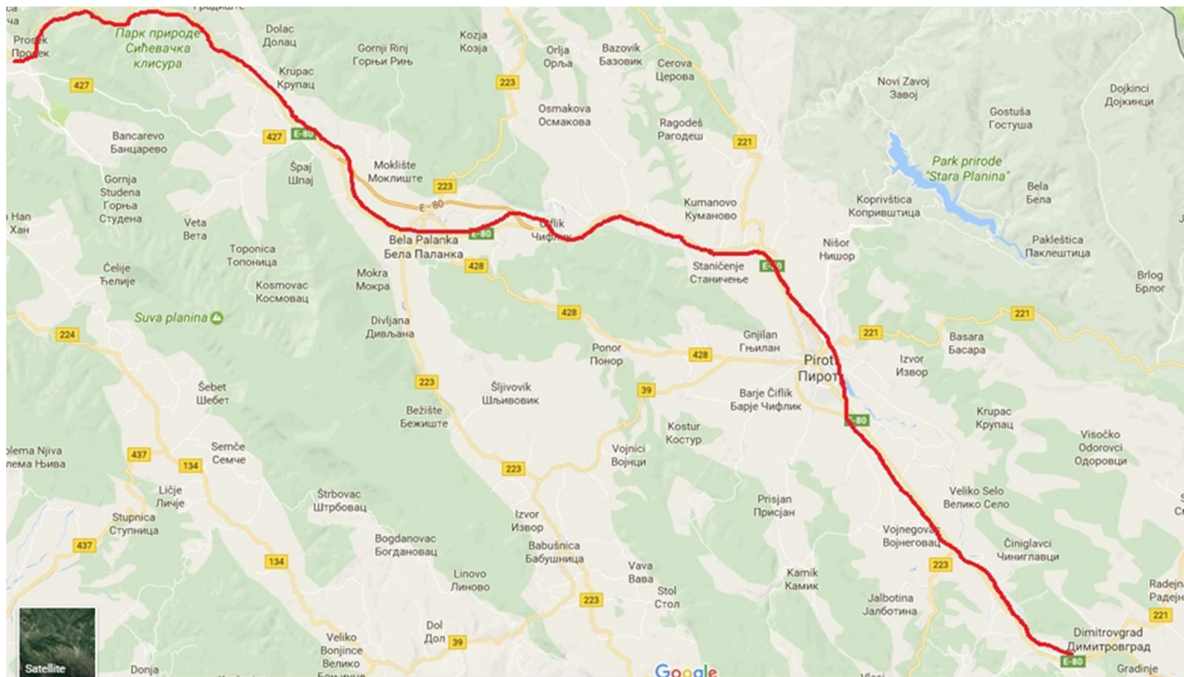 Градиште
Dolac
Долац
Kozja
Козја
Prosek
Просек
Парк природе
Сићевачка
клисура
Gornji Rinj
Горњи Рињ
Orlja
Орља
Bazovik
Базовик
Cerova
Церова
Krupac
Крупац
427
223
Novi Zavoj
Завој
Dojkinci
Дојкинци
Osmakova
Османова
Gostuša
Гостуша
Bancarevo
Банцарево
427
E-80
Ragodeš
Рагодеш
221
Špaj
Шпај
Moklište
Моклиште
223
Park prirode
"Stara Planina"
Gornja
Studena
Горња
Студена
Bela
Бела
Veta
Вета
E-80
Kumanovo
Куманово
Koprivštica
Копривштица
Han
Хан
Čiflik
Чифлик
E-80
Bela Palanka
Бела Паланка
Toponica
Топоница
Nišor
Нишор
Pakleštica
Паклештица
Ćelije
Ћелије
Mokra
Мокра
428
Staničenje
Станичење
E-80
Brlog
Брлог
Kosmovac
Космовац
Suva planina
Divljana
Дивљана
428
221
224
Gnjilan
Гњилан
221
Basara
Басара
Ponor
Понор
428
Pirot
Пирот
Izvor
Извор
Šebet
Шебет
223
Šljivovik
Шљивовик
39
Barje Čiflik
Барје Чифлик
Bežište
Бежиште
E-80
Krupac
Крупац
Kostur
Костур
Visočko
Odorovci
Одоровци
Semče
Семче
437
134
Vojnici
Војнци
223
Ličje
Личје
Štrbovac
Штрбовац
Prisjan
Присјан
Veliko Selo
Велико Село
Stupnica
Ступница
Izvor
Извор
Vojnegovac
Војнеговац
437
Bogdanovac
Богдановац
Babušnica
Бабушница
Činiglavci
Чиниглавци
134
Vava
Вава
223
Linovo
Линово
Kamik
Камик
Stol
Стол
223
Jalbotina
Јалботина
221
Dol
Дол
39
Veliko
Bonjince
Велико
Dimitrovgrad
Димитровград
E-80
Satellite
Donja
Google
Gradinje